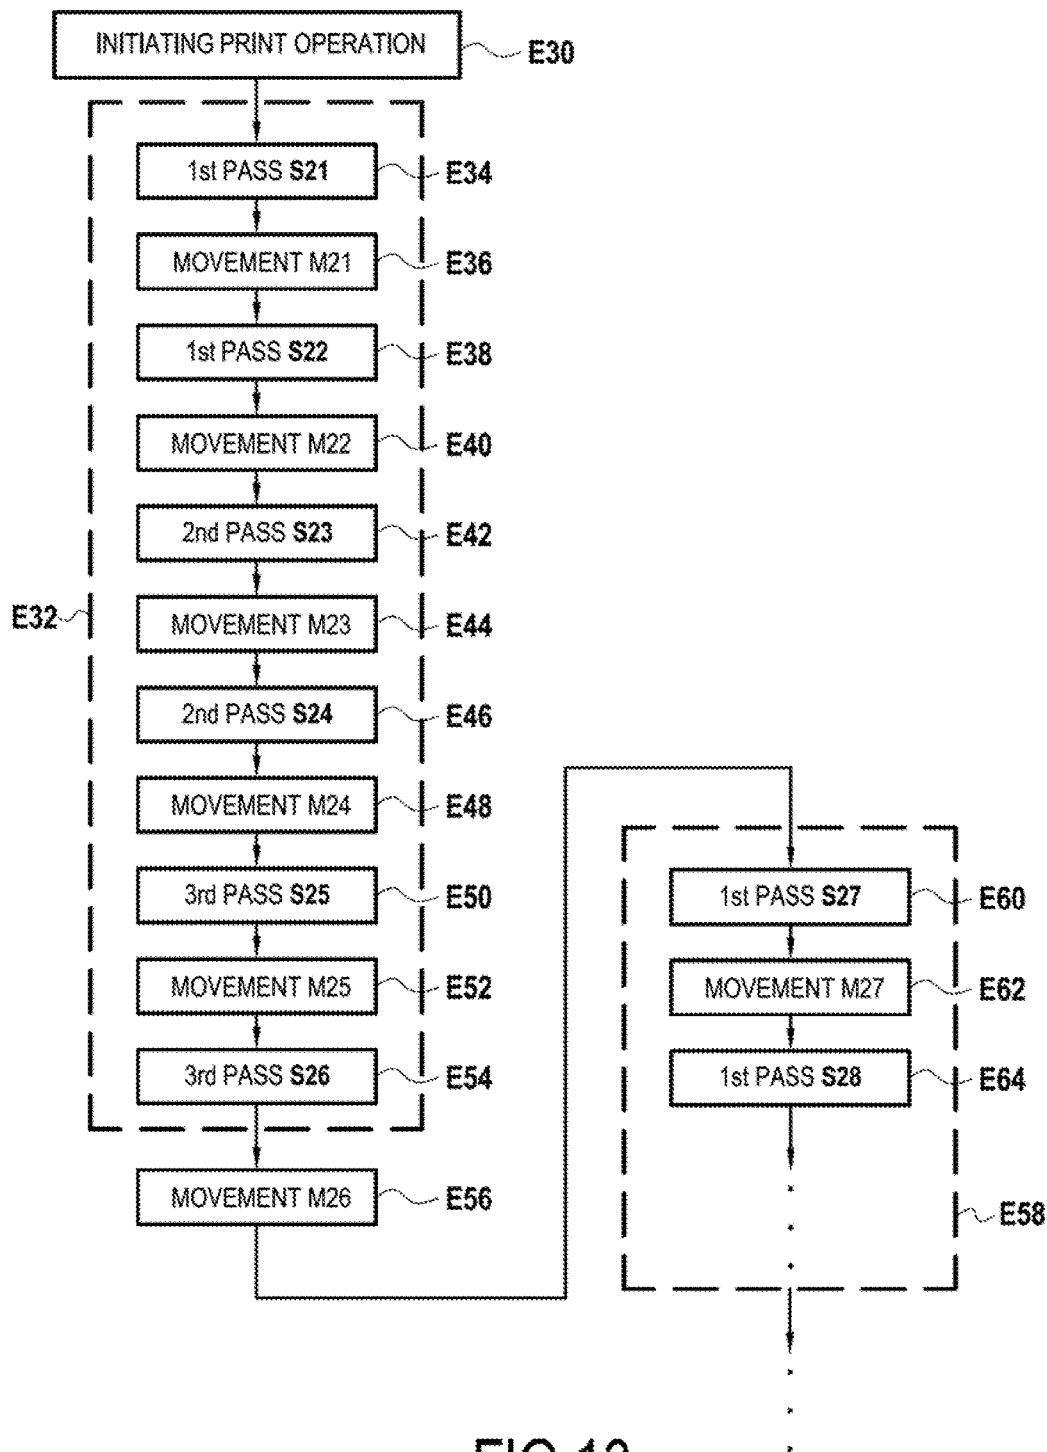 INITIATING PRINT OPERATION
E30
1st PASS S21
E34
MOVEMENT M21
E36
1st PASS S22
E38
MOVEMENT M22
E40
2nd PASS S23
E42
E32
MOVEMENT M23
E44
2nd PASS S24
E46
MOVEMENT M24
E48
3rd PASS S25
E50
MOVEMENT M25
E52
3rd PASS S26
E54
MOVEMENT M26
E56
1st PASS S27
E60
MOVEMENT M27
E62
1st PASS S28
E64
E58